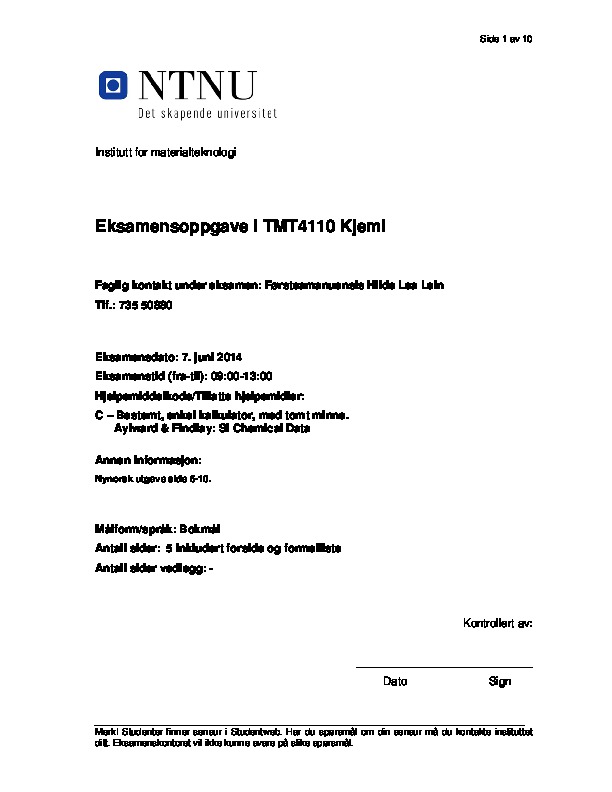 Side 1 av 10
NTNU
Det skapende universitet
Institutt for materialteknologi
Eksamensoppgave i TMT4110 Kjemi
Faglig kontakt under eksamen: Førsteamanuensis Hilde Lea Lein
Tlf.: 735 50880
Eksamensdato: 7. juni 2014
Eksamenstid (fra-til): 09:00-13:00
Hjelpemiddelkode/Tillatte hjelpemidler:
C – Bestemt, enkel kalkulator, med tomt minne.
Aylward & Findlay: SI Chemical Data
Annen informasjon:
Nynorsk utgave side 6-10.
Målform/språk: Bokmål
Antall sider: 5 inkludert forside og formelliste
Antall sider vedlegg: -
Kontrollert av:
Dato Sign
Merk! Studenter finner sensur i Studentweb. Har du spørsmål om din sensur må du kontakte instituttet
ditt. Eksamenskontoret vil ikke kunne svare på slike spørsmål.